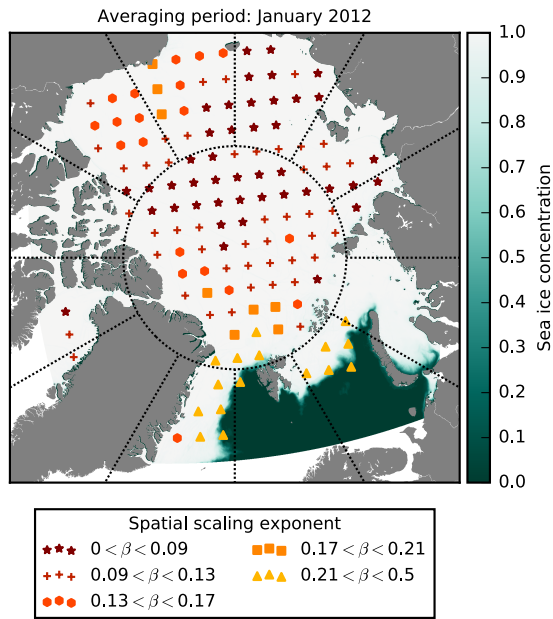 Averaging period: January 2012
1.0
0.9
0.8
0.7
0.6
0.5
0.4
0.3
0.2
0.1
0.0
Sea ice concentration
Spatial scaling exponent
0 < β < 0.09
0.09 < β < 0.13
0.13 < β < 0.17
0.17 < β < 0.21
0.21 < β < 0.5